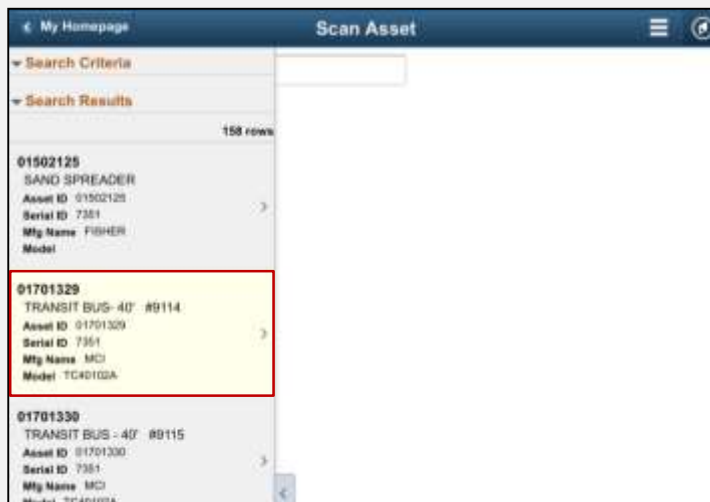 My Homepage
Scan Asset
Search Criteria
Search Results
158 rows
01502125
SAND SPREADER
Asset ID 01502125
Serial ID 7351
Mfg Name FISHER
Model
01701329
TRANSIT BUS- 40' #9114
Asset ID 01701329
Serial ID 7351
Mfg Name MCI
Model TC40102A
01701330
TRANSIT BUS - 40' #9115
Asset ID 01701330
Serial ID 7351
Mfg Name MCI
Model TC40102A